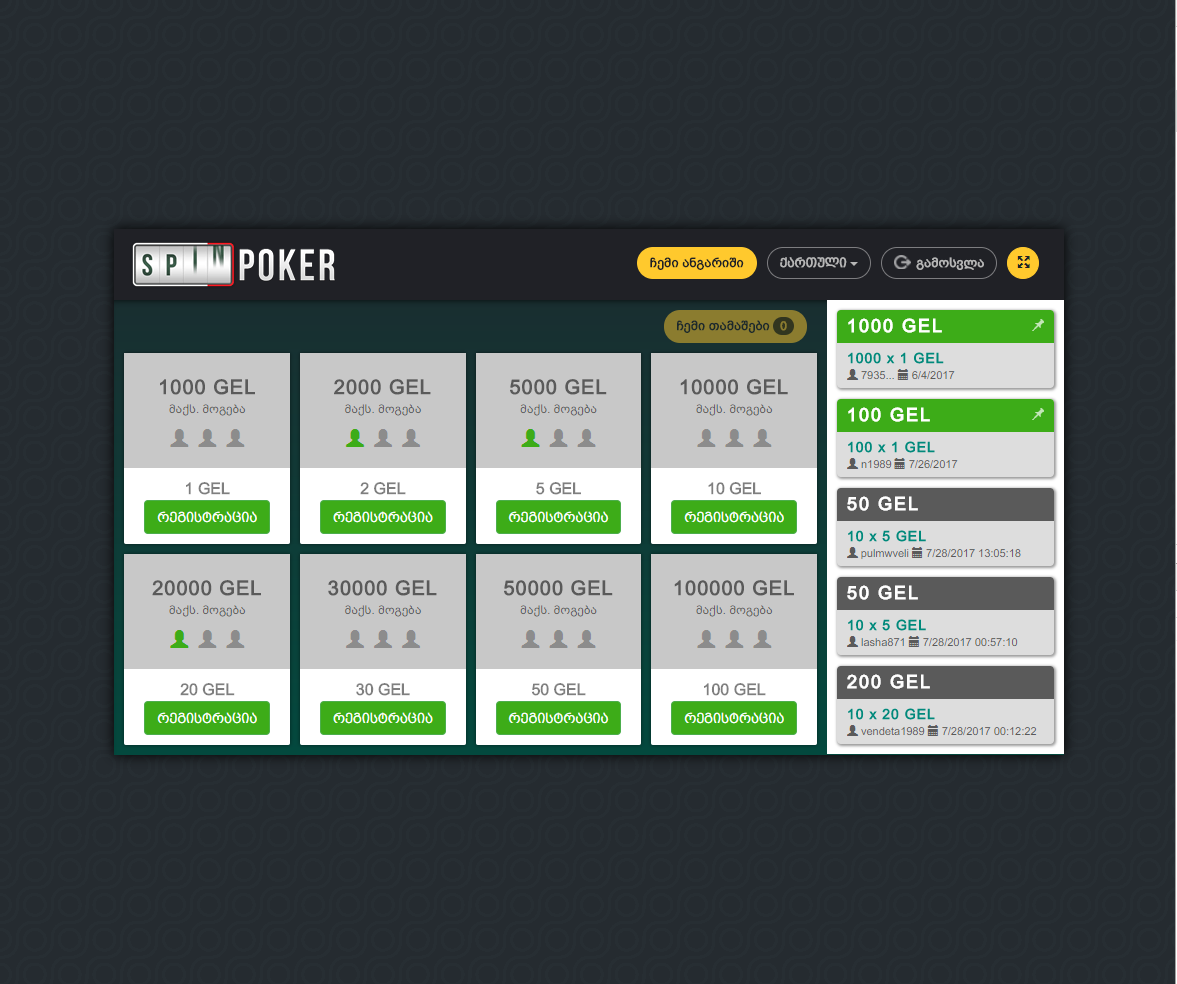 SPIN POKER
ჩემი ანგარიში
ქართული
გამოსვლა
ჩემი თამაშები 0
1000 GEL
მაქს. მოგება
1 GEL
რეგისტრაცია
2000 GEL
მაქს. მოგება
2 GEL
რეგისტრაცია
5000 GEL
მაქს. მოგება
5 GEL
რეგისტრაცია
10000 GEL
მაქს. მოგება
10 GEL
რეგისტრაცია
20000 GEL
მაქს. მოგება
20 GEL
რეგისტრაცია
30000 GEL
მაქს. მოგება
30 GEL
რეგისტრაცია
50000 GEL
მაქს. მოგება
50 GEL
რეგისტრაცია
100000 GEL
მაქს. მოგება
100 GEL
რეგისტრაცია
1000 GEL
1000 x 1 GEL
7935... 6/4/2017
100 GEL
100 x 1 GEL
n1989 7/26/2017
50 GEL
10 x 5 GEL
pulmwveli 7/28/2017 13:05:18
50 GEL
10 x 5 GEL
lasha871 7/28/2017 00:57:10
200 GEL
10 x 20 GEL
vendeta1989 7/28/2017 00:12:22